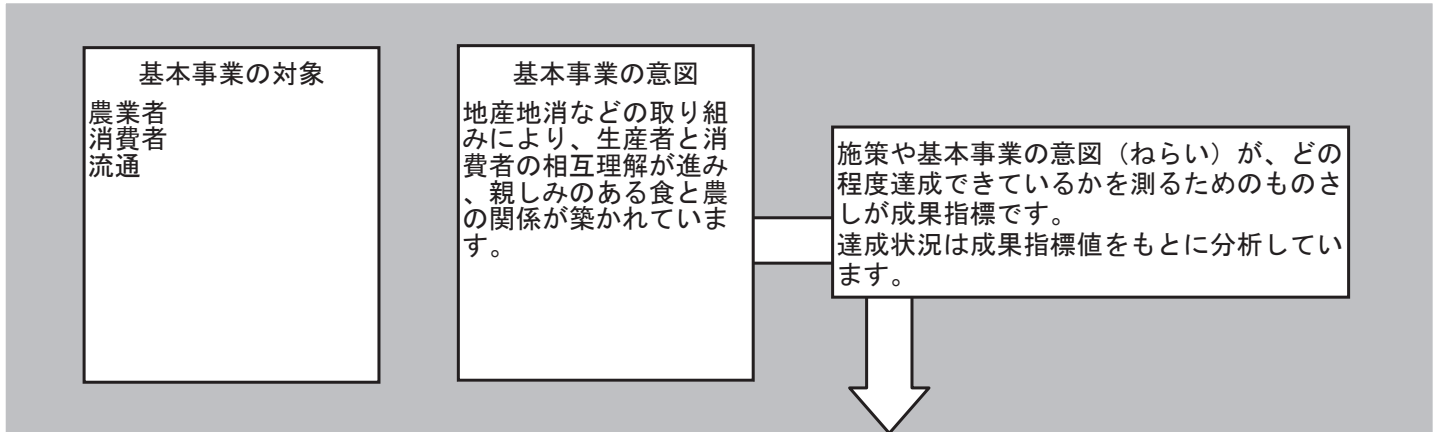 基本事業の対象
農業者
消費者
流通
基本事業の意図
地産地消などの取り組
みにより、生産者と消
費者の相互理解が進み
、親しみのある食と農
の関係が築かれていま
す。
施策や基本事業の意図（ねらい）が、どの
程度達成できているかを測るためのものさ
しが成果指標です。
達成状況は成果指標値をもとに分析してい
ます。